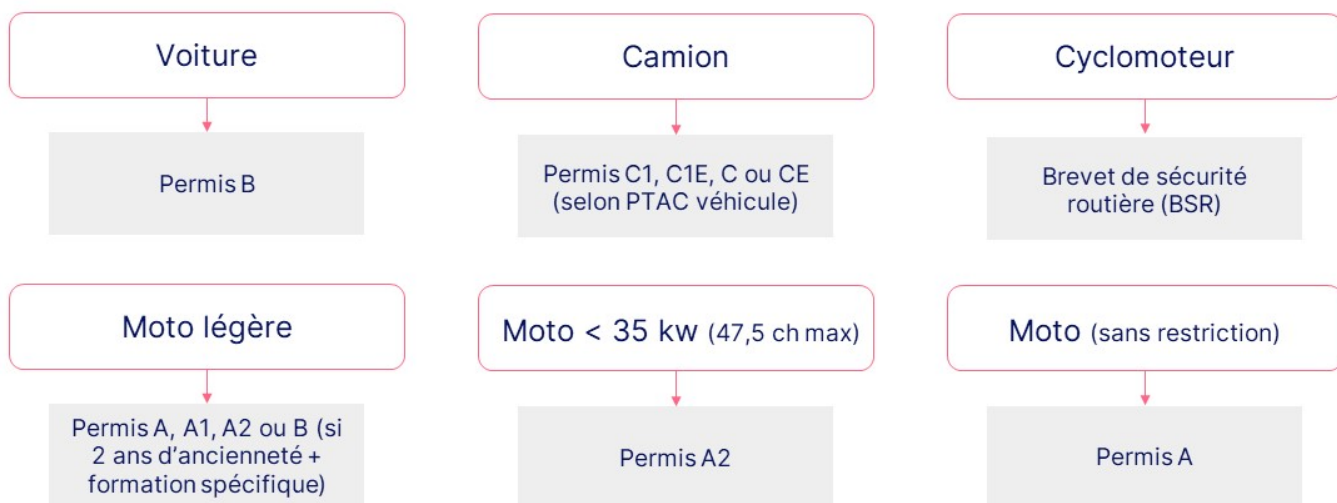 Voiture
Camion
Cyclomoteur
Permis B
Permis C1, C1E, C ou CE
(selon PTAC véhicule)
Brevet de sécurité
routière (BSR)
Moto légère
Moto < 35 kw (47,5 ch max)
Moto (sans restriction)
Permis A, A1, A2 ou B (si
2 ans d'ancienneté +
formation spécifique)
Permis A2
Permis A